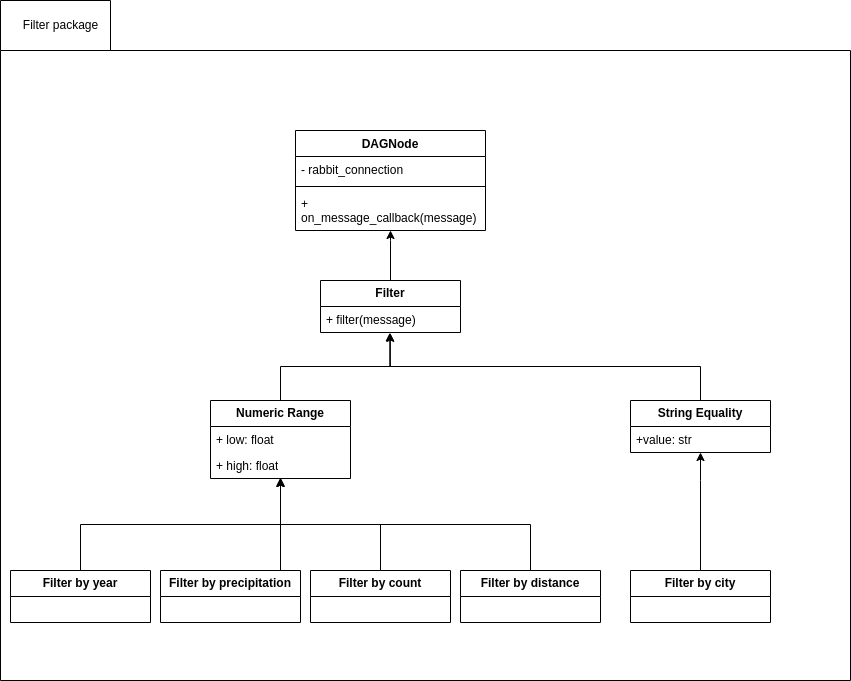 Filter package
DAGNode
- rabbit_connection
+
on_message_callback(message)
Filter
+ filter(message)
Numeric Range
+ low: float
+ high: float
String Equality
+value: str
Filter by year
Filter by precipitation
Filter by count
Filter by distance
Filter by city